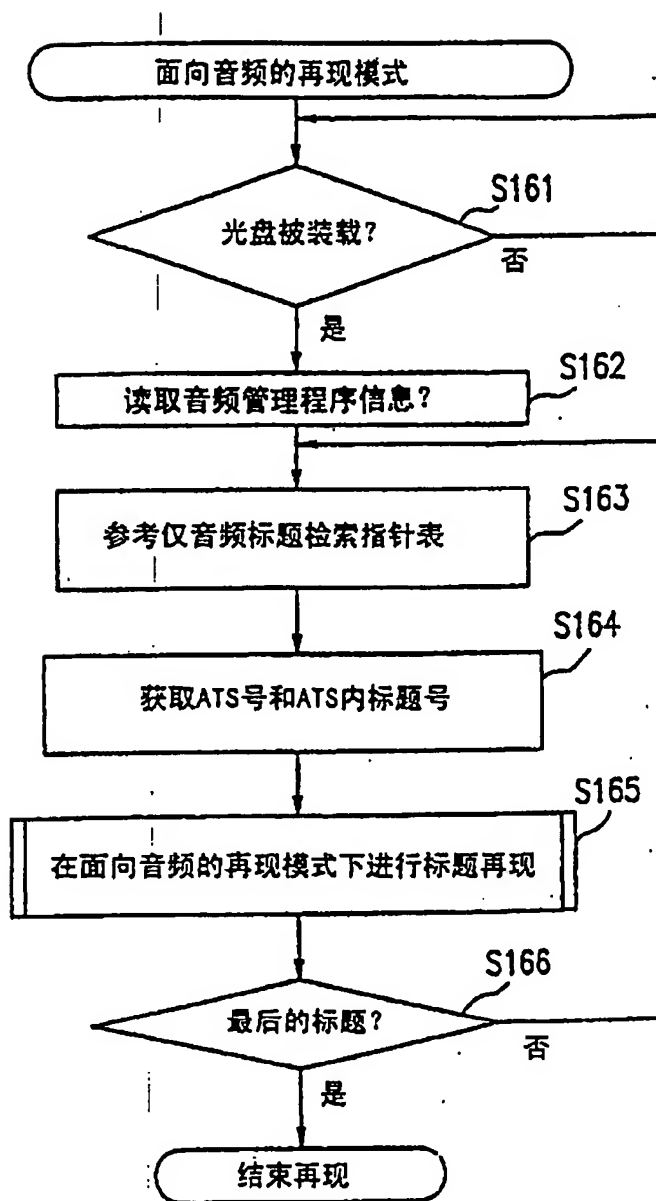 面向音频的再现模式
S161
光盘被装载?
否
是
S162
读取音频管理程序信息?
S163
参考仅音频标题检索指针表
S164
获取ATS号和ATS内标题号
S165
在面向音频的再现模式下进行标题再现
S166
最后的标题?
否
是
结束再现